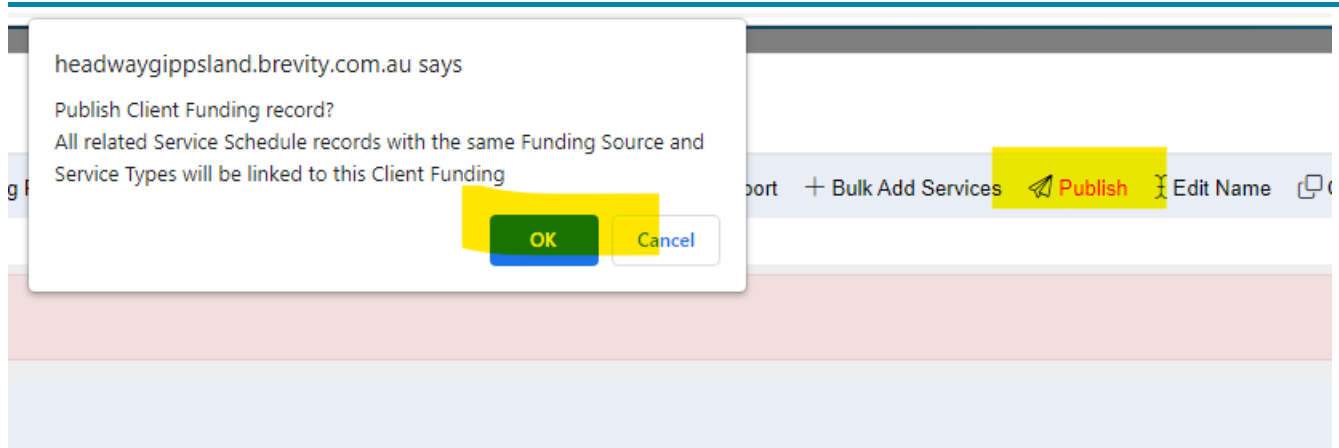 headwaygippsland.brevity.com.au says
Publish Client Funding record?
All related Service Schedule records with the same Funding Source and
Service Types will be linked to this Client Funding
+ Bulk Add Services Publish Edit Name
OK Cancel